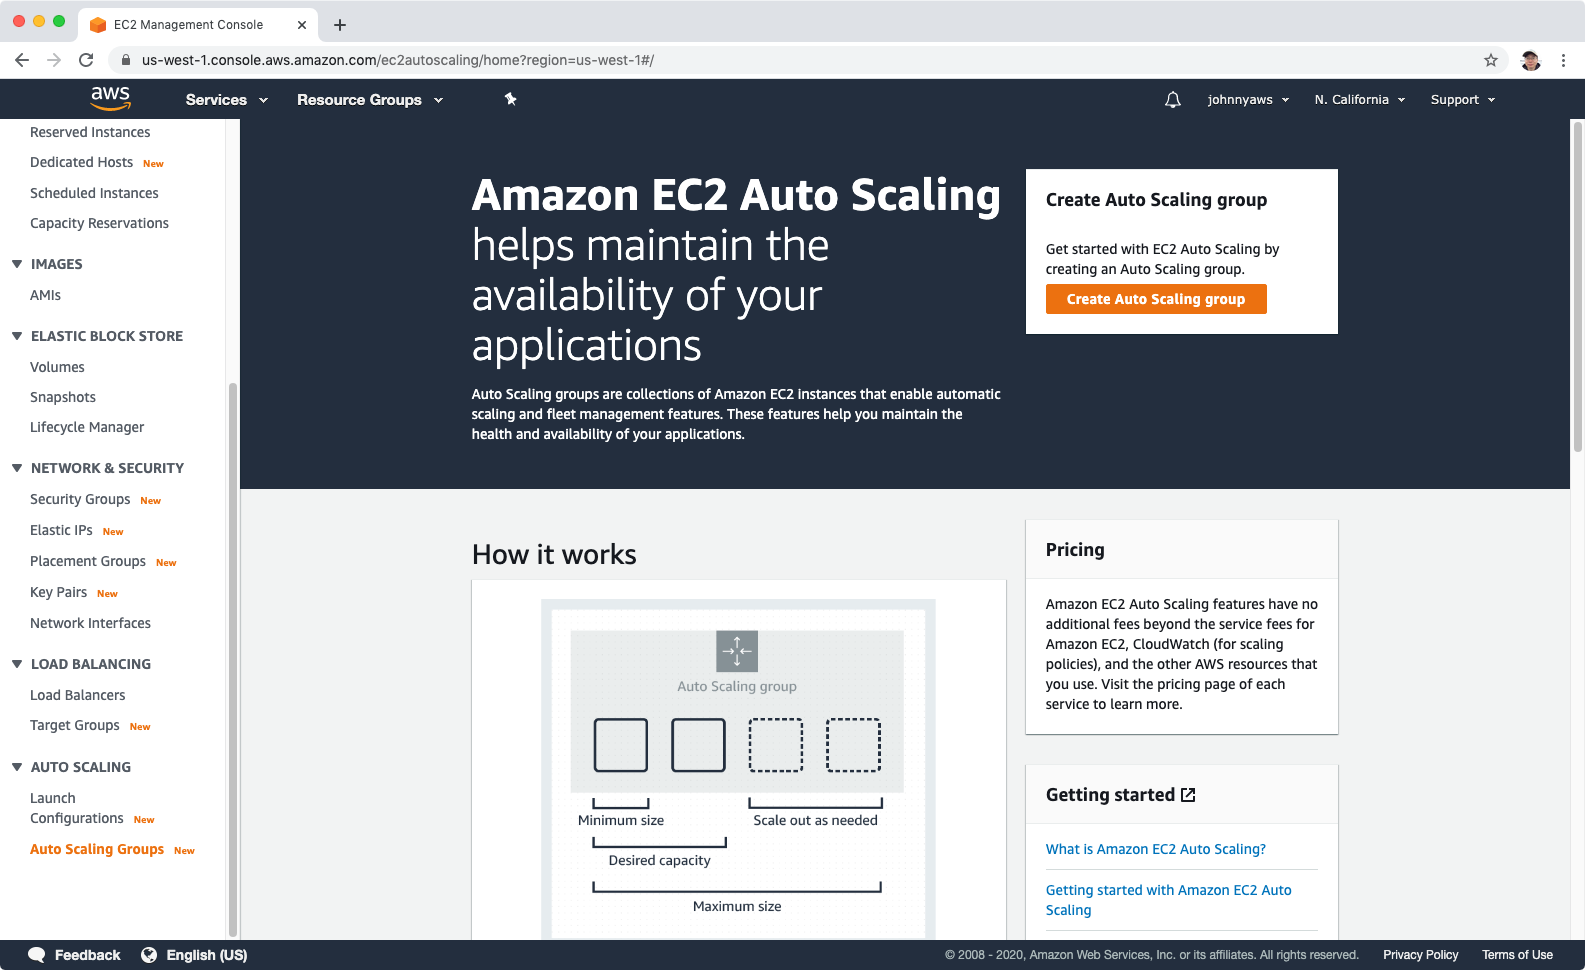 EC2 Management Console
us-west-1.console.aws.amazon.com/ec2autoscaling/home?region=us-west-1#/
aws
Services
Resource Groups
johnnyaws
N. California
Support
Reserved Instances
Dedicated Hosts New
Scheduled Instances
Capacity Reservations
IMAGES
AMIs
ELASTIC BLOCK STORE
Volumes
Snapshots
Lifecycle Manager
NETWORK & SECURITY
Security Groups New
Elastic IPs New
Placement Groups New
Key Pairs New
Network Interfaces
LOAD BALANCING
Load Balancers
Target Groups New
AUTO SCALING
Launch
Configurations New
Auto Scaling Groups New
Amazon EC2 Auto Scaling
helps maintain the
availability of your
applications
Auto Scaling groups are collections of Amazon EC2 instances that enable automatic
scaling and fleet management features. These features help you maintain the
health and availability of your applications.
Create Auto Scaling group
Get started with EC2 Auto Scaling by
creating an Auto Scaling group.
Create Auto Scaling group
How it works
Auto Scaling group
Minimum size
Scale out as needed
Desired capacity
Maximum size
Pricing
Amazon EC2 Auto Scaling features have no
additional fees beyond the service fees for
Amazon EC2, CloudWatch (for scaling
policies), and the other AWS resources that
you use. Visit the pricing page of each
service to learn more.
Getting started
What is Amazon EC2 Auto Scaling?
Getting started with Amazon EC2 Auto
Scaling
Feedback
English (US)
© 2008 - 2020, Amazon Web Services, Inc. or its affiliates. All rights reserved.
Privacy Policy
Terms of Use